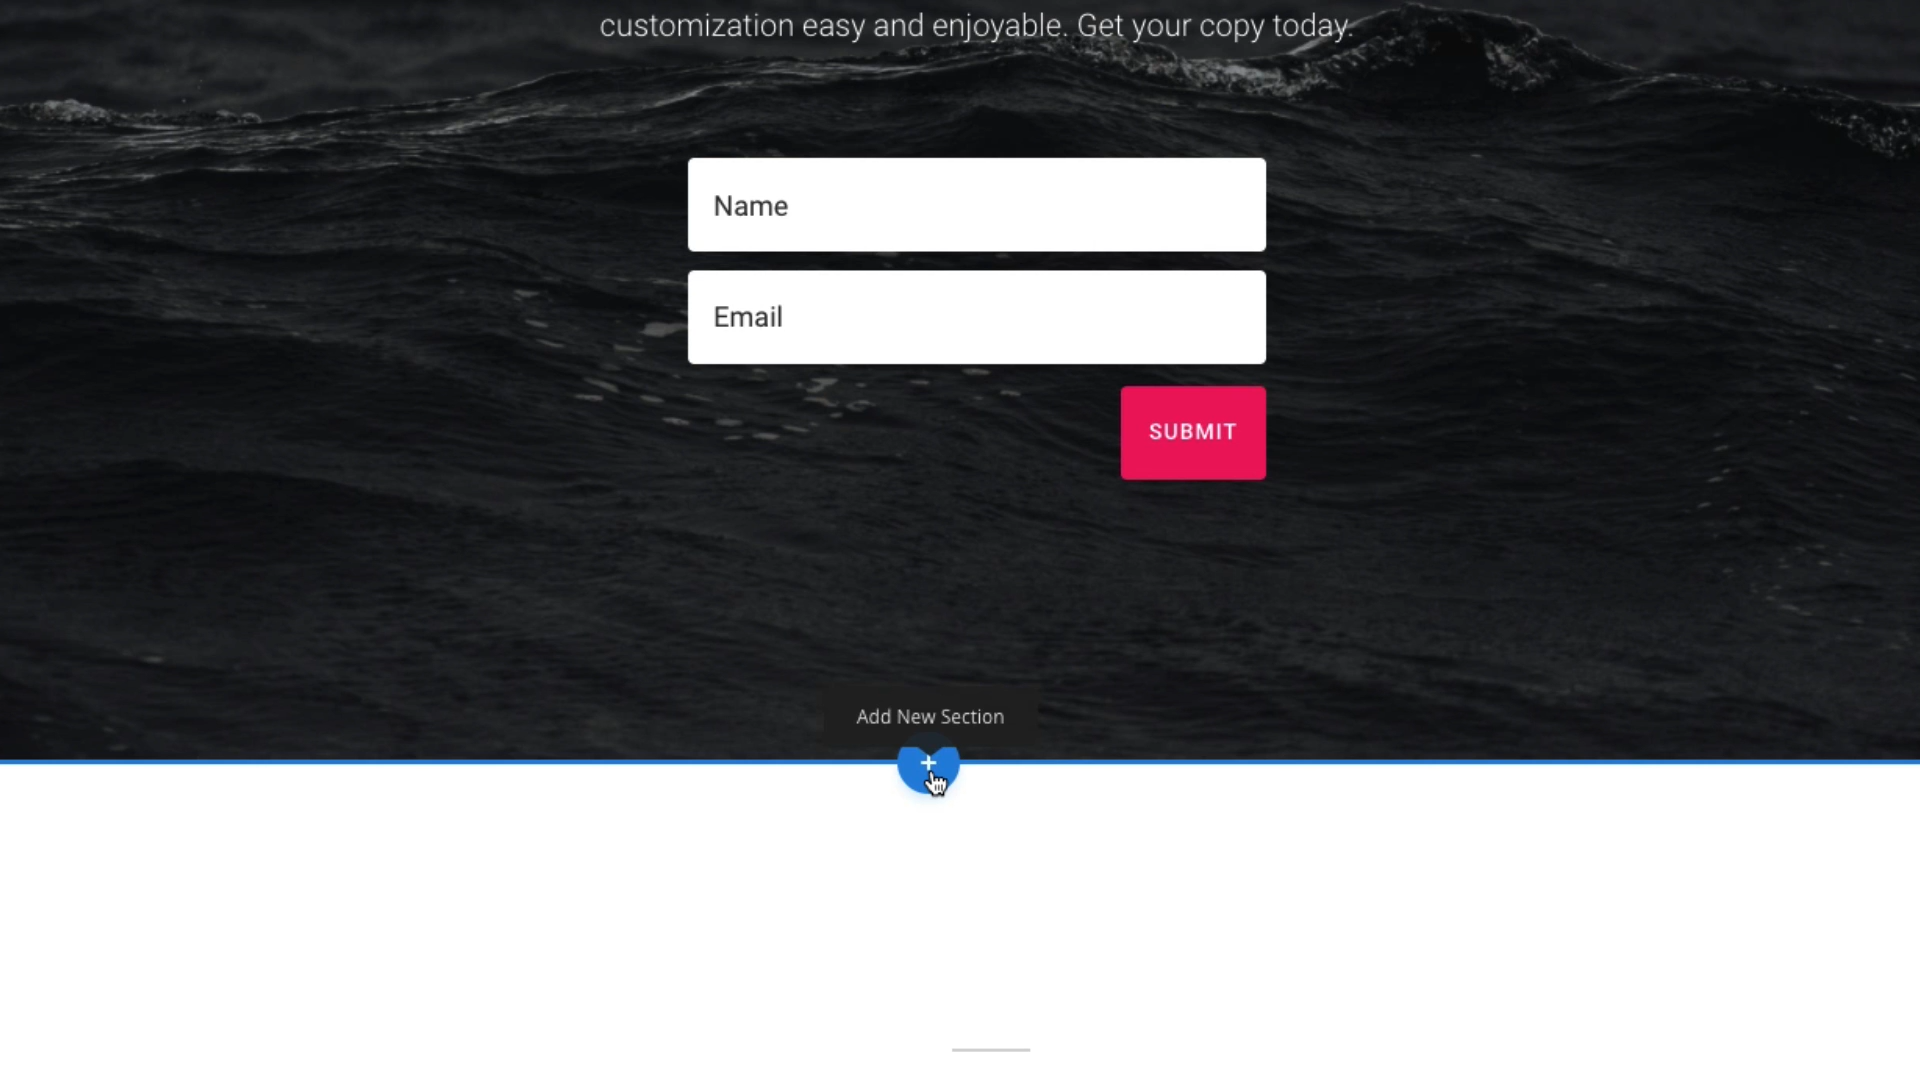 customization easy and enjoyable. Get your copy today.
Name
Email
SUBMIT
Add New Section